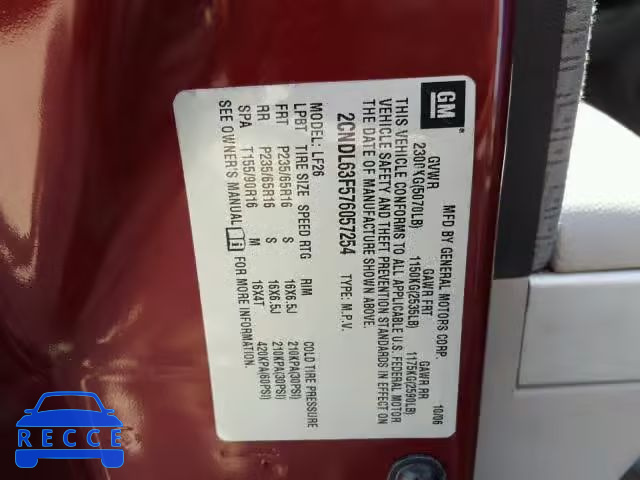 GM
MFD BY GENERAL MOTORS CORP. 10/06
GVWR GAWR FRT GAWR RR
2300KG(5070LB) 1150KG(2535LB) 1175KG(2590LB)
THIS VEHICLE CONFORMS TO ALL APPLICABLE U.S. FEDERAL MOTOR
VEHICLE SAFETY AND THEFT PREVENTION STANDARDS IN EFFECT ON
THE DATE OF MANUFACTURE SHOWN ABOVE.
2CNDL63F576057254 TYPE: M.P.V.
MODEL: LF26
LPBT TIRE SIZE SPEED RTG RIM COLD TIRE PRESSURE
FRT P235/65R16 S 16X6.5J 210KPA(30PSI)
RR P235/65R16 S 16X6.5J 210KPA(30PSI)
SPA T155/90R16 M 16X4T 420KPA(60PSI)
SEE OWNER'S MANUAL FOR MORE INFORMATION
RECCE